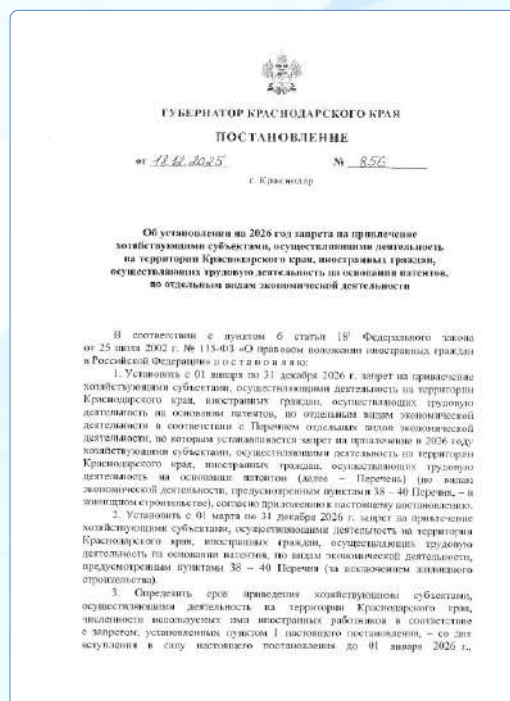 ГУБЕРНАТОР КРАСНОДАРСКОГО КРАЯ
ПОСТАНОВЛЕНИЕ
от 18.12.2025 № 856
г. Краснодар
Об установлении на 2026 год запрета на привлечение
хозяйствующими субъектами, осуществляющими деятельность
на территории Краснодарского края, иностранных граждан,
осуществляющих трудовую деятельность на основании патентов,
по отдельным видам экономической деятельности
В соответствии с пунктом 6 статьи 18¹ Федерального закона
от 25 июля 2002 г. № 115-ФЗ «О правовом положении иностранных граждан
в Российской Федерации» п о с т а н о в л я ю:
1. Установить с 01 января по 31 декабря 2026 г. запрет на привлечение
хозяйствующими субъектами, осуществляющими деятельность на территории
Краснодарского края, иностранных граждан, осуществляющих трудовую
деятельность на основании патентов, по отдельным видам экономической
деятельности в соответствии с Перечнем отдельных видов экономической
деятельности, по которым устанавливается запрет на привлечение в 2026 году
хозяйствующими субъектами, осуществляющими деятельность на территории
Краснодарского края, иностранных граждан, осуществляющих трудовую
деятельность на основании патентов (далее – Перечень) (по видам
экономической деятельности, предусмотренным пунктами 38 – 40 Перечня, – в
жилищном строительстве), согласно приложению к настоящему постановлению.
2. Установить с 01 марта по 31 декабря 2026 г. запрет на привлечение
хозяйствующими субъектами, осуществляющими деятельность на территории
Краснодарского края, иностранных граждан, осуществляющих трудовую
деятельность на основании патентов, по видам экономической деятельности,
предусмотренным пунктами 38 – 40 Перечня (за исключением жилищного
строительства).
3. Определить срок приведения хозяйствующими субъектами,
осуществляющими деятельность на территории Краснодарского края,
численности используемых ими иностранных работников в соответствие
с запретом, установленным пунктом 1 настоящего постановления, – со дня
вступления в силу настоящего постановления до 01 января 2026 г.,